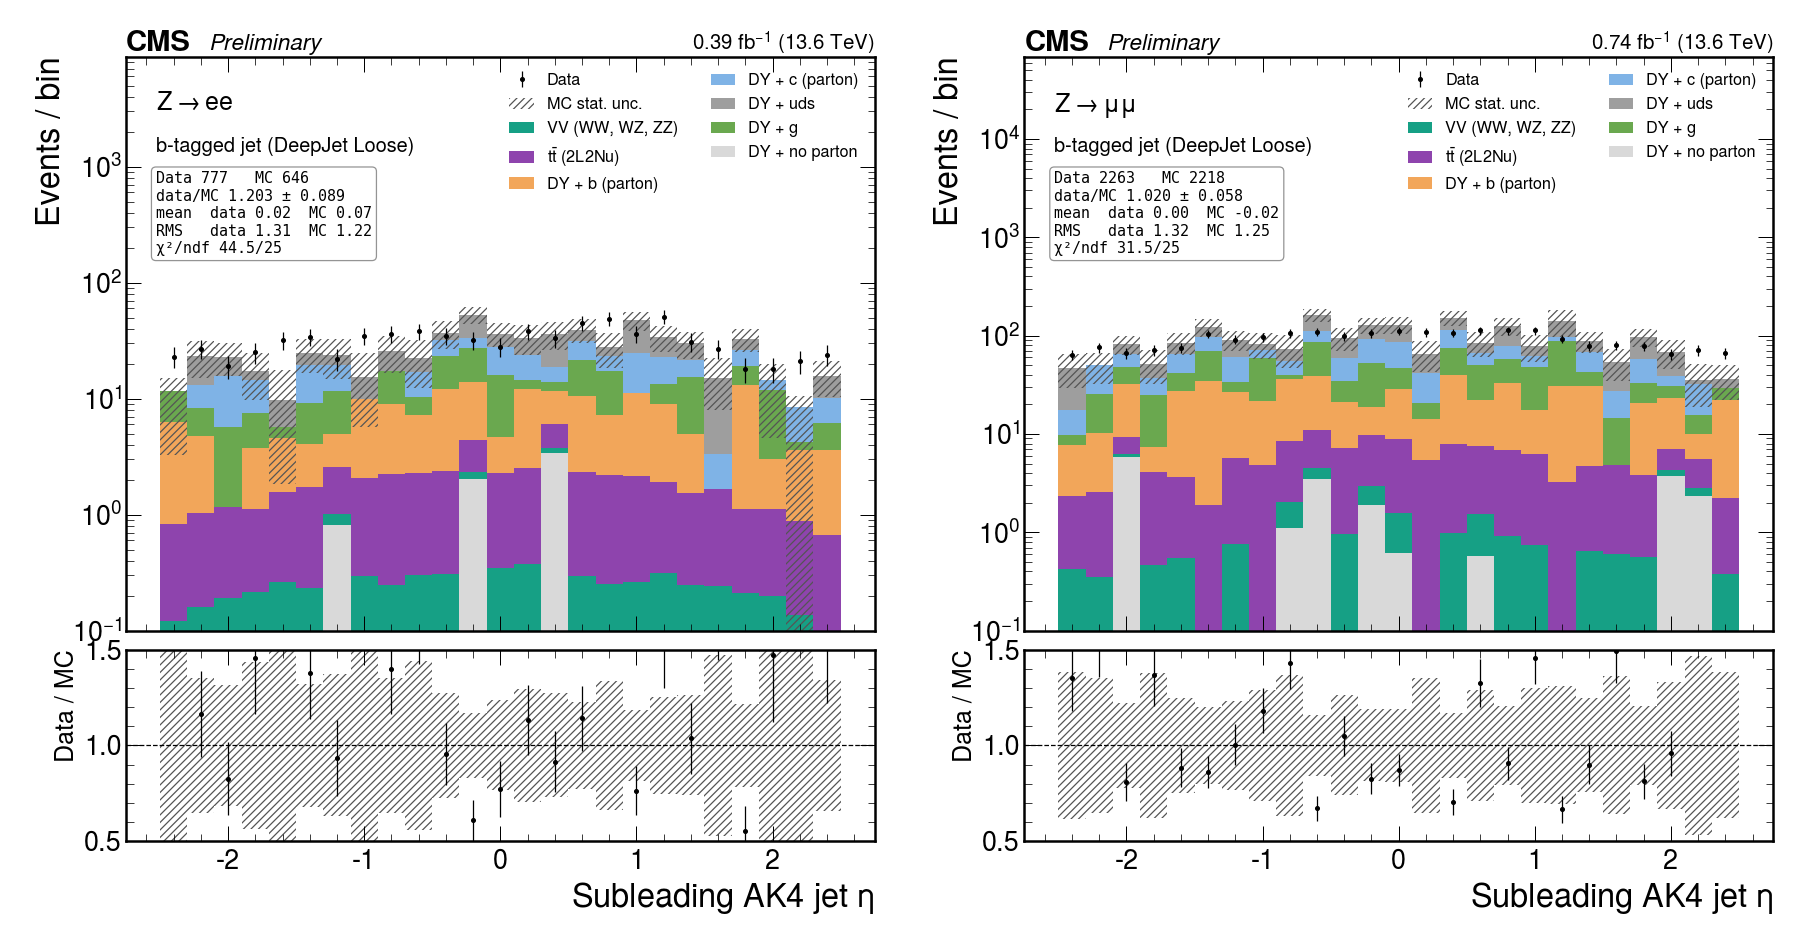 CMS Preliminary 0.39 fb⁻¹ (13.6 TeV)
Events / bin
Z → ee
b-tagged jet (DeepJet Loose)
Data 777 MC 646
data/MC 1.203 ± 0.089
mean data 0.02 MC 0.07
RMS data 1.31 MC 1.22
χ²/ndf 44.5/25
Data
MC stat. unc.
VV (WW, WZ, ZZ)
tt̄ (2L2Nu)
DY + b (parton)
DY + c (parton)
DY + uds
DY + g
DY + no parton
10³
10²
10¹
10⁰
10⁻¹
Data / MC
1.5
1.0
0.5
-2 -1 0 1 2
Subleading AK4 jet η
CMS Preliminary 0.74 fb⁻¹ (13.6 TeV)
Events / bin
Z → μμ
b-tagged jet (DeepJet Loose)
Data 2263 MC 2218
data/MC 1.020 ± 0.058
mean data 0.00 MC -0.02
RMS data 1.32 MC 1.25
χ²/ndf 31.5/25
Data
MC stat. unc.
VV (WW, WZ, ZZ)
tt̄ (2L2Nu)
DY + b (parton)
DY + c (parton)
DY + uds
DY + g
DY + no parton
10⁴
10³
10²
10¹
10⁰
10⁻¹
Data / MC
1.5
1.0
0.5
-2 -1 0 1 2
Subleading AK4 jet η